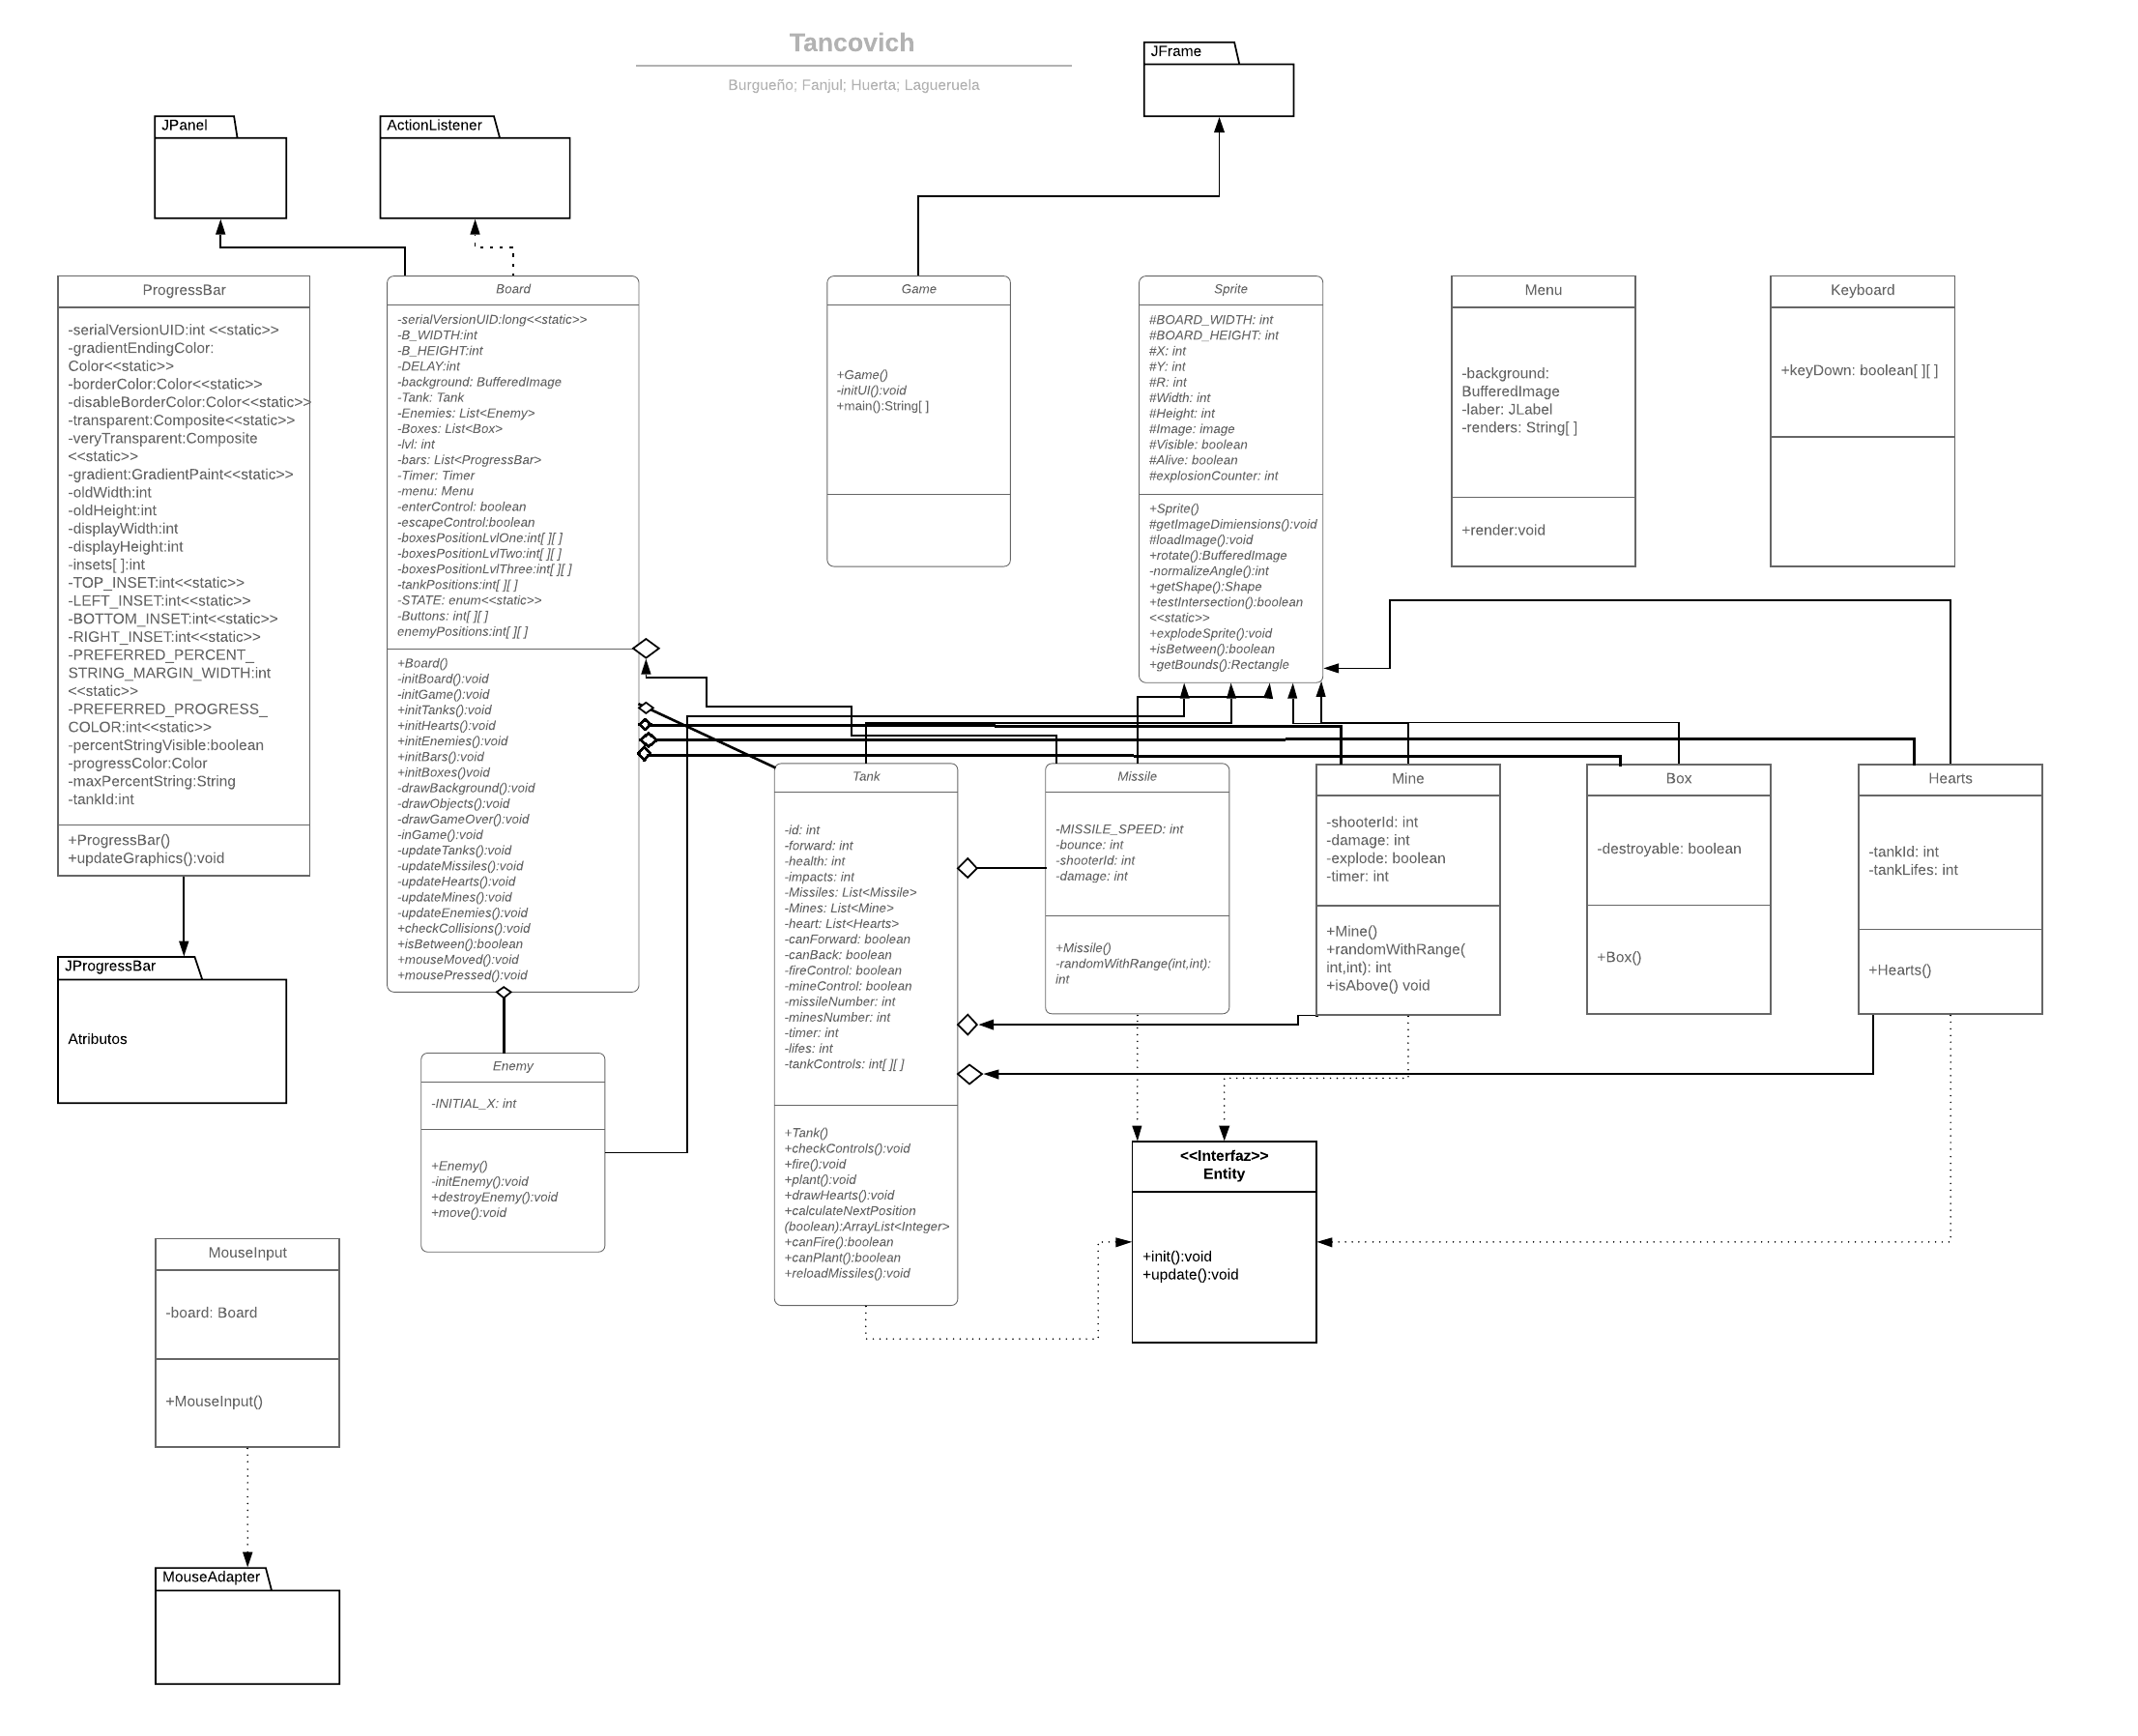 Tancovich
Burgueño; Fanjul; Huerta; Lagueruela
JFrame
JPanel
ActionListener
ProgressBar
-serialVersionUID:int <<static>>
-gradientEndingColor:
Color<<static>>
-borderColor:Color<<static>>
-disableBorderColor:Color<<static>>
-transparent:Composite<<static>>
-veryTransparent:Composite
<<static>>
-gradient:GradientPaint<<static>>
-oldWidth:int
-oldHeight:int
-displayWidth:int
-displayHeight:int
-insets[ ]:int
-TOP_INSET:int<<static>>
-LEFT_INSET:int<<static>>
-BOTTOM_INSET:int<<static>>
-RIGHT_INSET:int<<static>>
-PREFERRED_PERCENT_
STRING_MARGIN_WIDTH:int
<<static>>
-PREFERRED_PROGRESS_
COLOR:int<<static>>
-percentStringVisible:boolean
-progressColor:Color
-maxPercentString:String
-tankId:int
+ProgressBar()
+updateGraphics():void
Board
-serialVersionUID:long<<static>>
-B_WIDTH:int
-B_HEIGHT:int
-DELAY:int
-background: BufferedImage
-Tank: Tank
-Enemies: List<Enemy>
-Boxes: List<Box>
-lvl: int
-bars: List<ProgressBar>
-Timer: Timer
-menu: Menu
-enterControl: boolean
-escapeControl:boolean
-boxesPositionLvlOne:int[ ][ ]
-boxesPositionLvlTwo:int[ ][ ]
-boxesPositionLvlThree:int[ ][ ]
-tankPositions:int[ ][ ]
-STATE: enum<<static>>
-Buttons: int[ ][ ]
enemyPositions:int[ ][ ]
+Board()
-initBoard():void
-initGame():void
+initTanks():void
+initHearts():void
+initEnemies():void
+initBars():void
+initBoxes()void
-drawBackground():void
-drawObjects():void
-drawGameOver():void
-inGame():void
-updateTanks():void
-updateMissiles():void
-updateHearts():void
-updateMines():void
-updateEnemies():void
+checkCollisions():void
+isBetween():boolean
+mouseMoved():void
+mousePressed():void
Game
+Game()
-initUI():void
+main():String[ ]
Sprite
#BOARD_WIDTH: int
#BOARD_HEIGHT: int
#X: int
#Y: int
#R: int
#Width: int
#Height: int
#Image: image
#Visible: boolean
#Alive: boolean
#explosionCounter: int
+Sprite()
#getImageDimiensions():void
#loadImage():void
+rotate():BufferedImage
-normalizeAngle():int
+getShape():Shape
+testIntersection():boolean
<<static>>
+explodeSprite():void
+isBetween():boolean
+getBounds():Rectangle
Menu
-background:
BufferedImage
-laber: JLabel
-renders: String[ ]
+render:void
Keyboard
+keyDown: boolean[ ][ ]
Tank
-id: int
-forward: int
-health: int
-impacts: int
-Missiles: List<Missile>
-Mines: List<Mine>
-heart: List<Hearts>
-canForward: boolean
-canBack: boolean
-fireControl: boolean
-mineControl: boolean
-missileNumber: int
-minesNumber: int
-timer: int
-lifes: int
-tankControls: int[ ][ ]
+Tank()
+checkControls():void
+fire():void
+plant():void
+drawHearts():void
+calculateNextPosition
(boolean):ArrayList<Integer>
+canFire():boolean
+canPlant():boolean
+reloadMissiles():void
Missile
-MISSILE_SPEED: int
-bounce: int
-shooterId: int
-damage: int
+Missile()
-randomWithRange(int,int):
int
Mine
-shooterId: int
-damage: int
-explode: boolean
-timer: int
+Mine()
+randomWithRange(
int,int): int
+isAbove() void
Box
-destroyable: boolean
+Box()
Hearts
-tankId: int
-tankLifes: int
+Hearts()
JProgressBar
Atributos
Enemy
-INITIAL_X: int
+Enemy()
-initEnemy():void
+destroyEnemy():void
+move():void
<<Interfaz>>
Entity
+init():void
+update():void
MouseInput
-board: Board
+MouseInput()
MouseAdapter